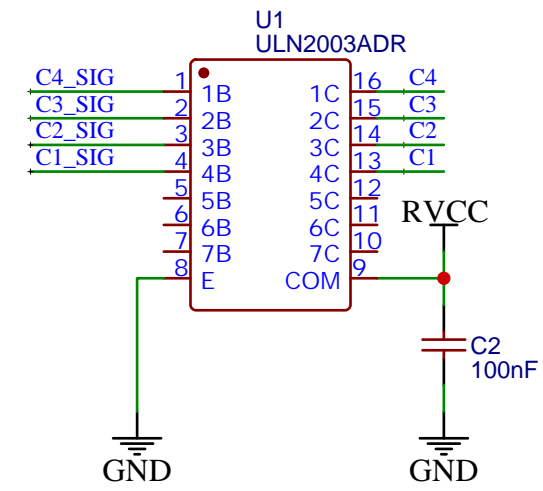 U1
ULN2003ADR
C4_SIG 1 1B 1C 16 C4
C3_SIG 2 2B 2C 15 C3
C2_SIG 3 3B 3C 14 C2
C1_SIG 4 4B 4C 13 C1
5 5B 5C 12
6 6B 6C 11
7 7B 7C 10
8 E COM 9
RVCC
C2
100nF
GND GND